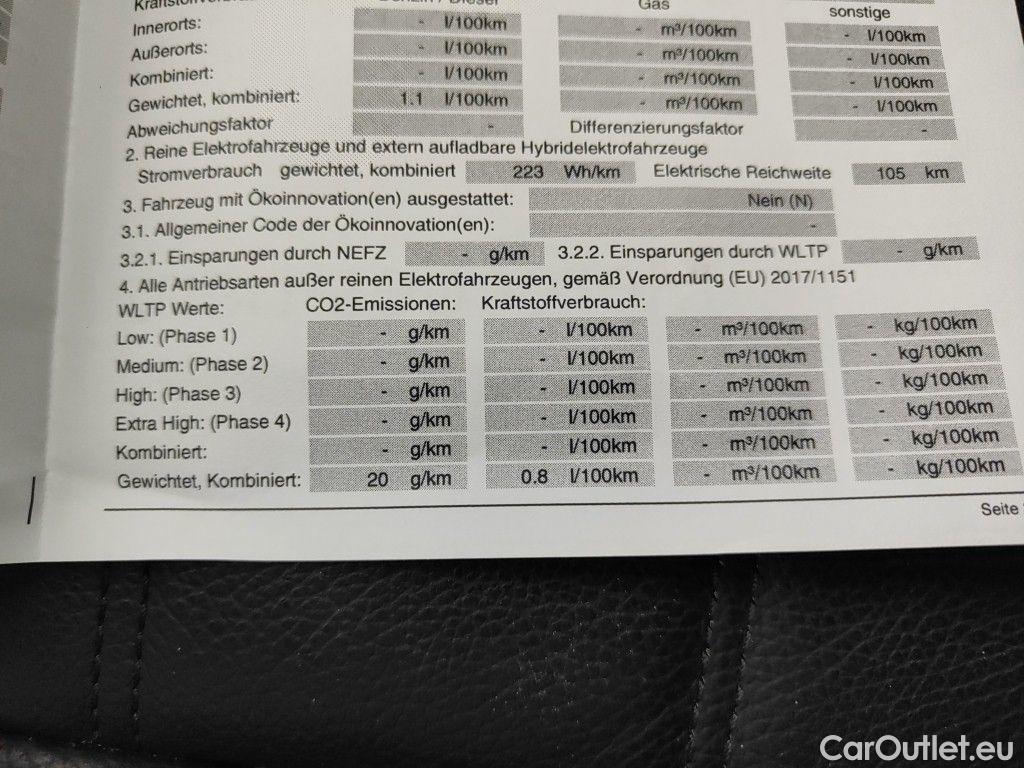 Gas sonstige
Innerorts: - l/100km - m³/100km - l/100km
Außerorts: - l/100km - m³/100km - l/100km
Kombiniert: - l/100km - m³/100km - l/100km
Gewichtet, kombiniert: 1.1 l/100km - m³/100km - l/100km
Abweichungsfaktor - Differenzierungsfaktor -
2. Reine Elektrofahrzeuge und extern aufladbare Hybridelektrofahrzeuge
Stromverbrauch gewichtet, kombiniert 223 Wh/km Elektrische Reichweite 105 km
3. Fahrzeug mit Ökoinnovation(en) ausgestattet: Nein (N)
3.1. Allgemeiner Code der Ökoinnovation(en): -
3.2.1. Einsparungen durch NEFZ - g/km 3.2.2. Einsparungen durch WLTP - g/km
4. Alle Antriebsarten außer reinen Elektrofahrzeugen, gemäß Verordnung (EU) 2017/1151
WLTP Werte: CO2-Emissionen: Kraftstoffverbrauch:
Low: (Phase 1) - g/km - l/100km - m³/100km - kg/100km
Medium: (Phase 2) - g/km - l/100km - m³/100km - kg/100km
High: (Phase 3) - g/km - l/100km - m³/100km - kg/100km
Extra High: (Phase 4) - g/km - l/100km - m³/100km - kg/100km
Kombiniert: - g/km - l/100km - m³/100km - kg/100km
Gewichtet, Kombiniert: 20 g/km 0.8 l/100km - m³/100km - kg/100km
Seite
CarOutlet.eu